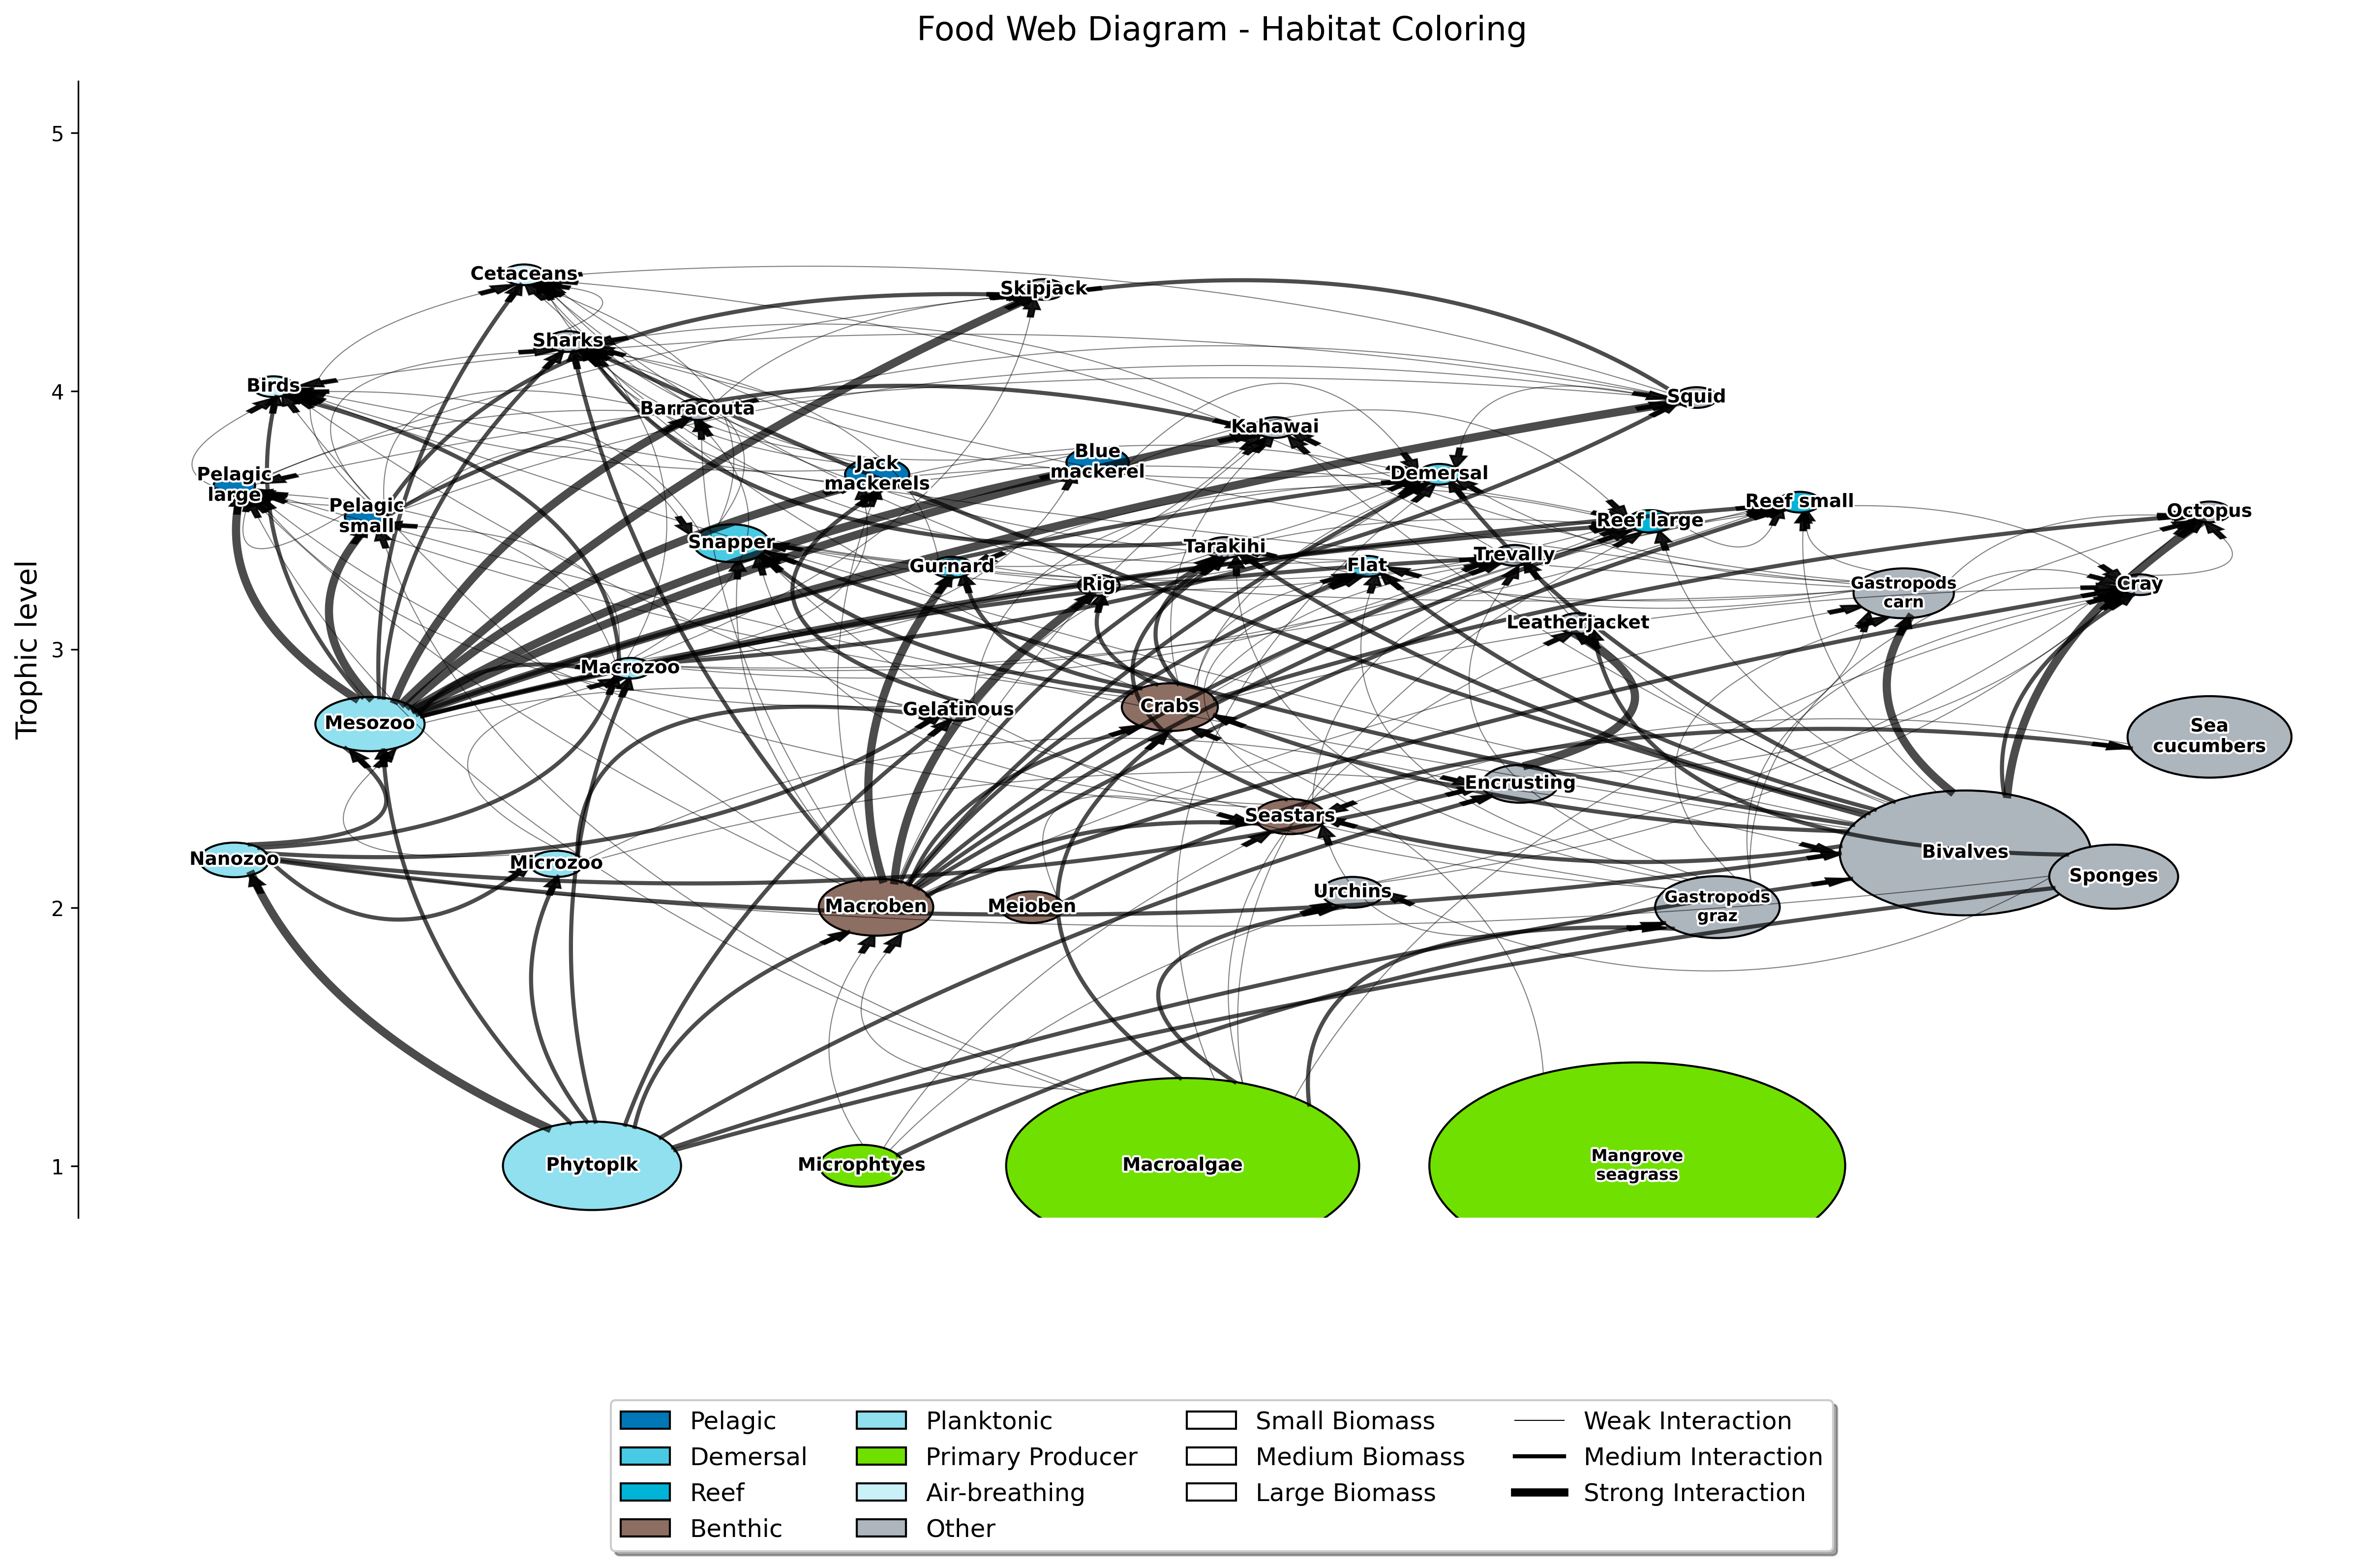 Food Web Diagram - Habitat Coloring
Trophic level
5
4
3
2
1
Cetaceans
Skipjack
Sharks
Birds
Squid
Barracouta
Kahawai
Blue
mackerel
Jack
mackerels
Demersal
Pelagic
large
Pelagic
small
Reef small
Reef large
Octopus
Snapper
Tarakihi
Trevally
Gurnard
Flat
Rig
Gastropods
carn
Cray
Leatherjacket
Macrozoo
Mesozoo
Gelatinous
Crabs
Sea
cucumbers
Encrusting
Seastars
Nanozoo
Microzoo
Bivalves
Sponges
Urchins
Macroben
Meioben
Gastropods
graz
Phytoplk
Microphtyes
Macroalgae
Mangrove
seagrass
Pelagic
Demersal
Reef
Benthic
Planktonic
Primary Producer
Air-breathing
Other
Small Biomass
Medium Biomass
Large Biomass
Weak Interaction
Medium Interaction
Strong Interaction